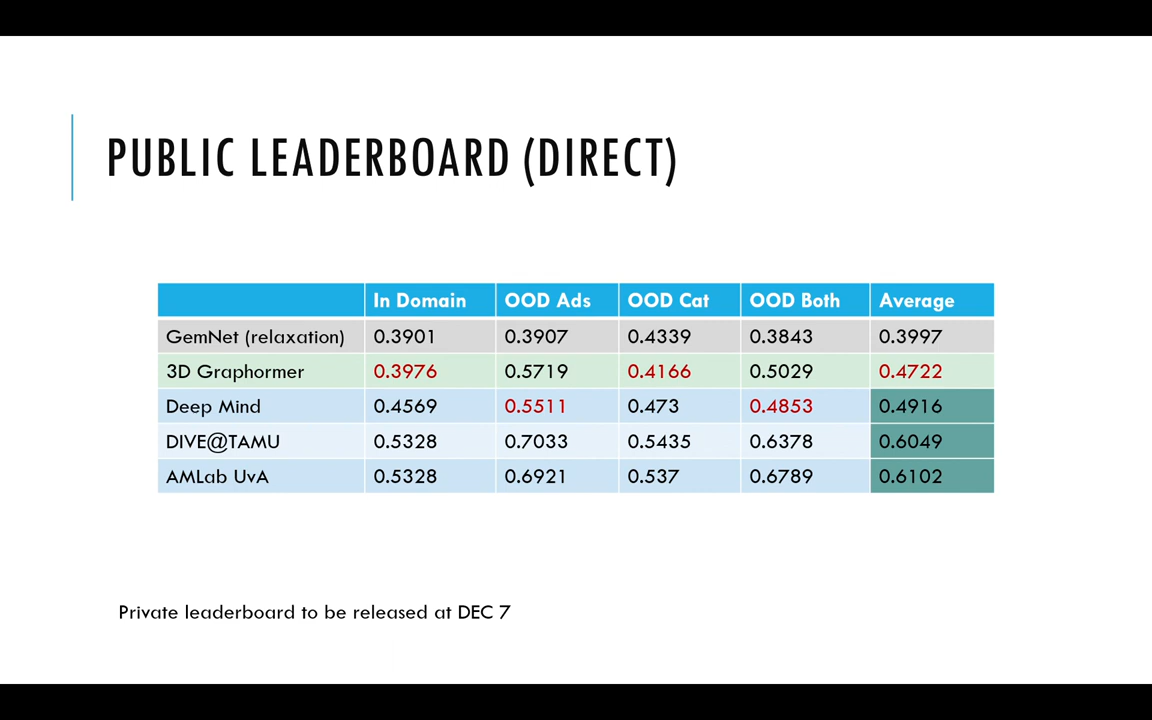 PUBLIC LEADERBOARD (DIRECT)
In Domain OOD Ads OOD Cat OOD Both Average
GemNet (relaxation) 0.3901 0.3907 0.4339 0.3843 0.3997
3D Graphormer 0.3976 0.5719 0.4166 0.5029 0.4722
Deep Mind 0.4569 0.5511 0.473 0.4853 0.4916
DIVE@TAMU 0.5328 0.7033 0.5435 0.6378 0.6049
AMLab UvA 0.5328 0.6921 0.537 0.6789 0.6102
Private leaderboard to be released at DEC 7